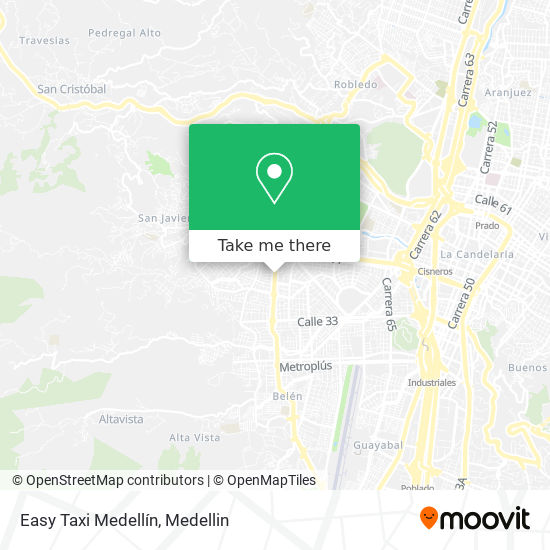 Pedregal Alto
Travesías
San Cristóbal
Robledo
Carrera 63
Aranjuez
Carrera 52
Calle 61
San Javier
Take me there
Carrera 62
Prado
La Candelaria
Cisneros
Carrera 65
Carrera 50
Calle 33
Metroplús
Buenos
Industriales
Belén
Altavista
Alta Vista
Guayabal
3A
© OpenStreetMap contributors | © OpenMapTiles
Easy Taxi Medellín, Medellin
moovit